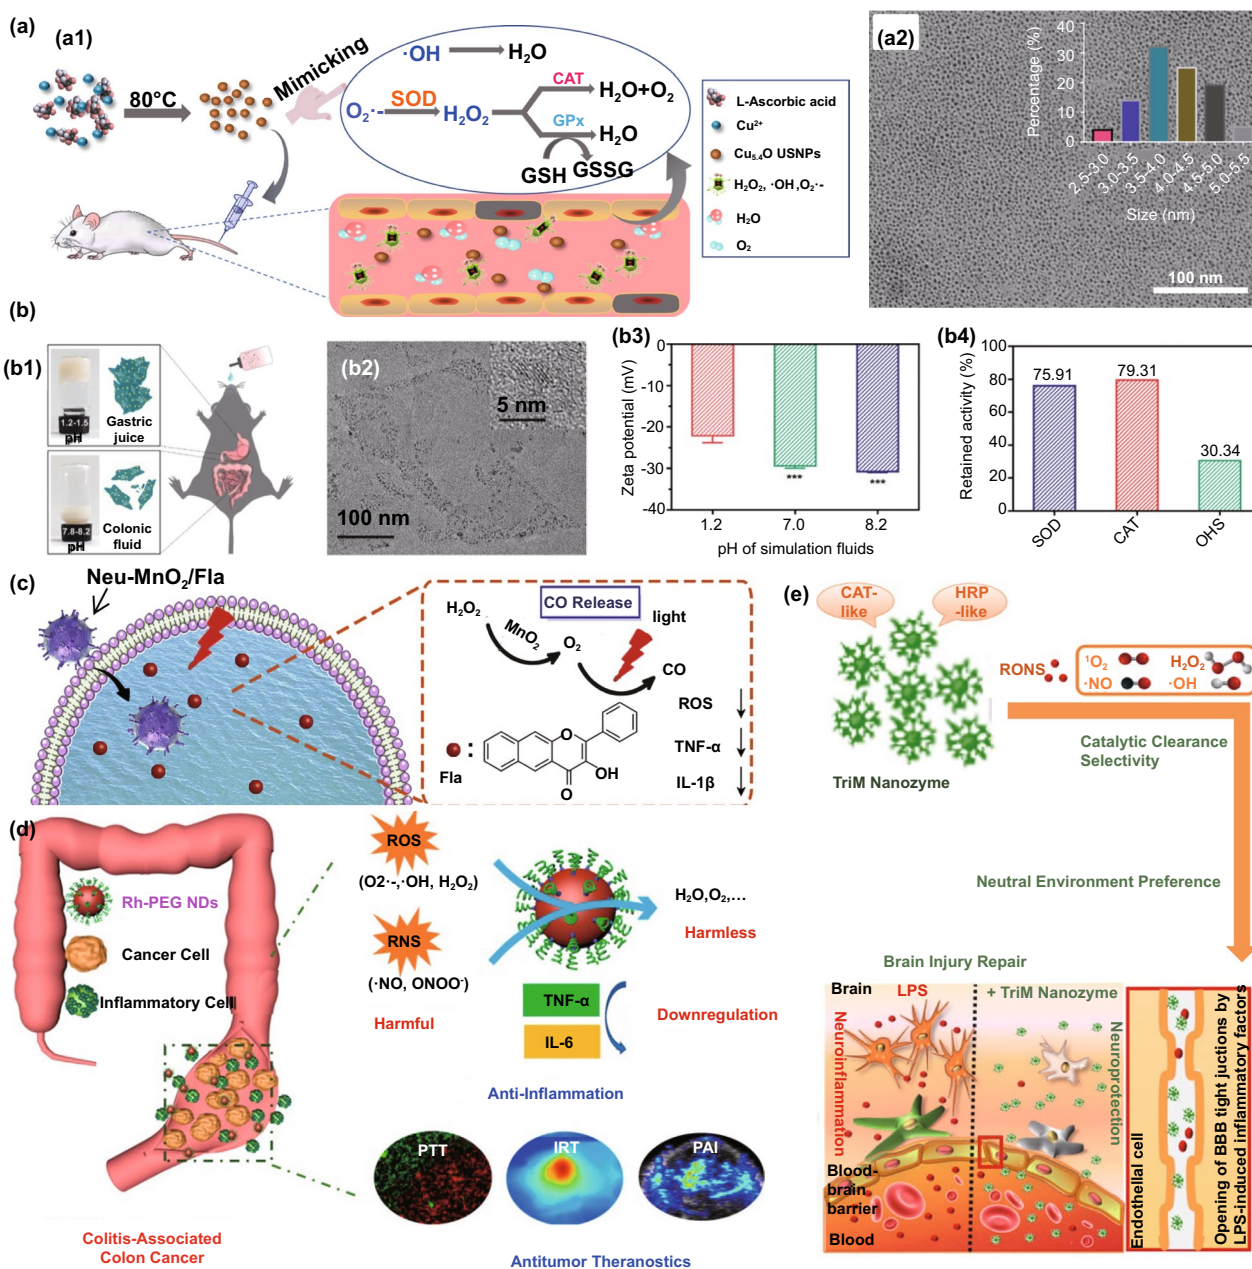 (a)
(a1)
80°C
Mimicking
·OH
H₂O
O₂·-
SOD
H₂O₂
CAT
H₂O+O₂
GPx
H₂O
GSH
GSSG
L-Ascorbic acid
Cu²⁺
Cu₅.₄O USNPs
H₂O₂, ·OH,O₂·-
H₂O
O₂
(a2)
Percentage (%)
40
30
20
10
0
2.5-3.0
3.0-3.5
3.5-4.0
4.0-4.5
4.5-5.0
5.0-5.5
Size (nm)
100 nm
(b)
(b1)
1.2-1.5
pH
Gastric
juice
7.8-8.2
pH
Colonic
fluid
(b2)
5 nm
100 nm
(b3)
Zeta potential (mV)
0
-10
-20
-30
-40
***
***
1.2
7.0
8.2
pH of simulation fluids
(b4)
Retained activity (%)
100
80
60
40
20
0
75.91
79.31
30.34
SOD
CAT
OHS
(c)
Neu-MnO₂/Fla
H₂O₂
CO Release
light
MnO₂
O₂
CO
ROS
TNF-α
IL-1β
Fla
:
O
OH
O
(d)
Rh-PEG NDs
Cancer Cell
Inflammatory Cell
Colitis-Associated
Colon Cancer
ROS
(O2·-,·OH, H₂O₂)
RNS
(·NO, ONOO⁻)
Harmful
H₂O,O₂,...
Harmless
TNF-α
IL-6
Downregulation
Anti-Inflammation
PTT
IRT
PAI
Antitumor Theranostics
(e)
CAT-
like
HRP
-like
TriM Nanozyme
RONS
¹O₂
H₂O₂
·NO
·OH
Catalytic Clearance
Selectivity
Neutral Environment Preference
Brain Injury Repair
Brain
LPS
+ TriM Nanozyme
Neuroinflammation
Neuroprotection
Blood-
brain
barrier
Blood
Endothelial cell
Opening of BBB tight juctions by
LPS-induced inflammatory factors